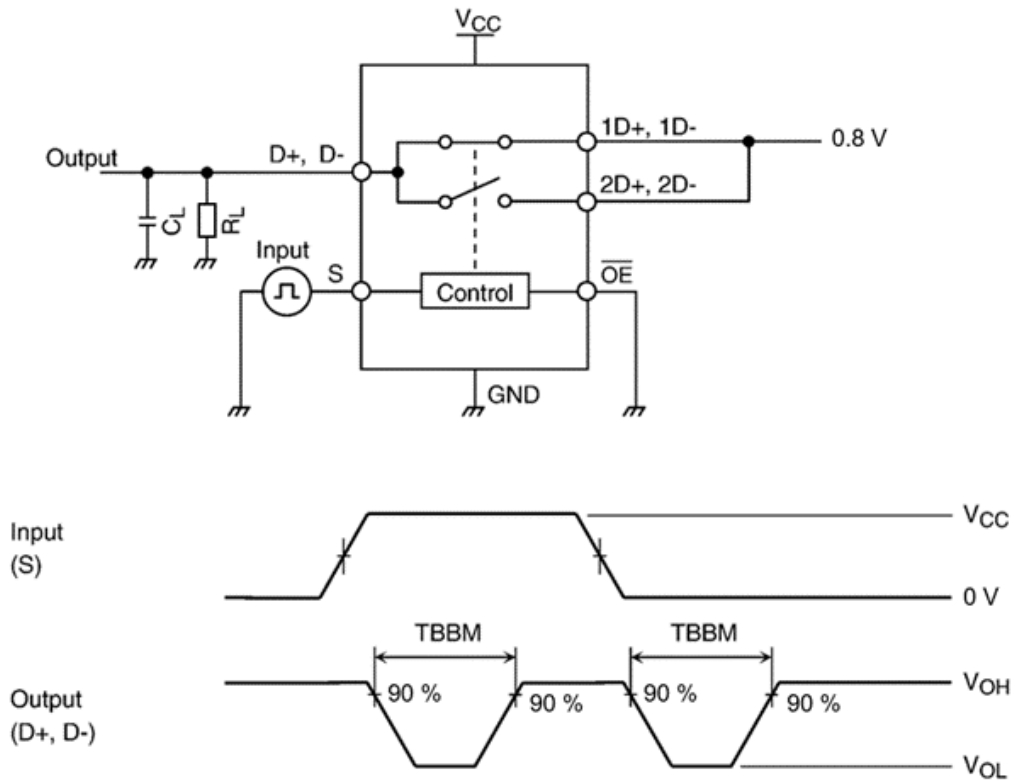 VCC
1D+, 1D-
0.8 V
Output
D+, D-
2D+, 2D-
CL
RL
Input
S
Control
OE
GND
Input
(S)
VCC
0 V
TBBM
TBBM
Output
(D+, D-)
90 %
90 %
90 %
90 %
VOH
VOL